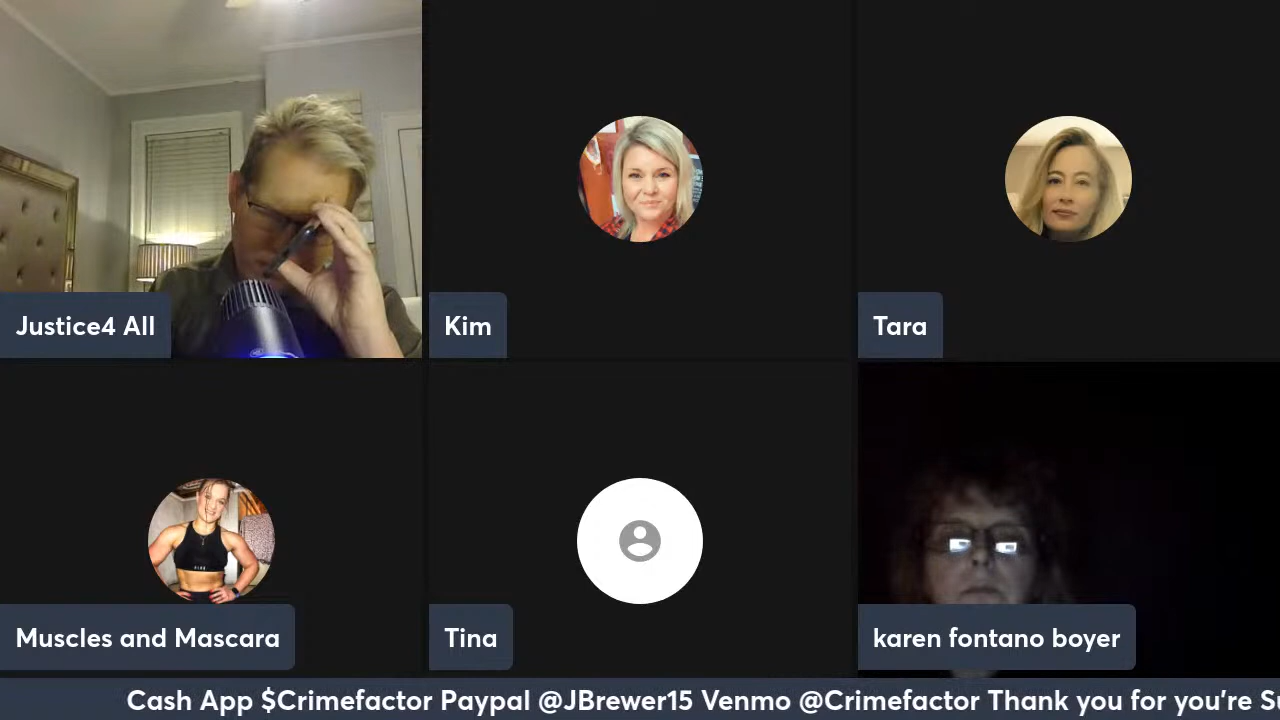 Justice4 All
Kim
Tara
Muscles and Mascara
Tina
karen fontano boyer
Cash App $Crimefactor Paypal @JBrewer15 Venmo @Crimefactor Thank you for you're